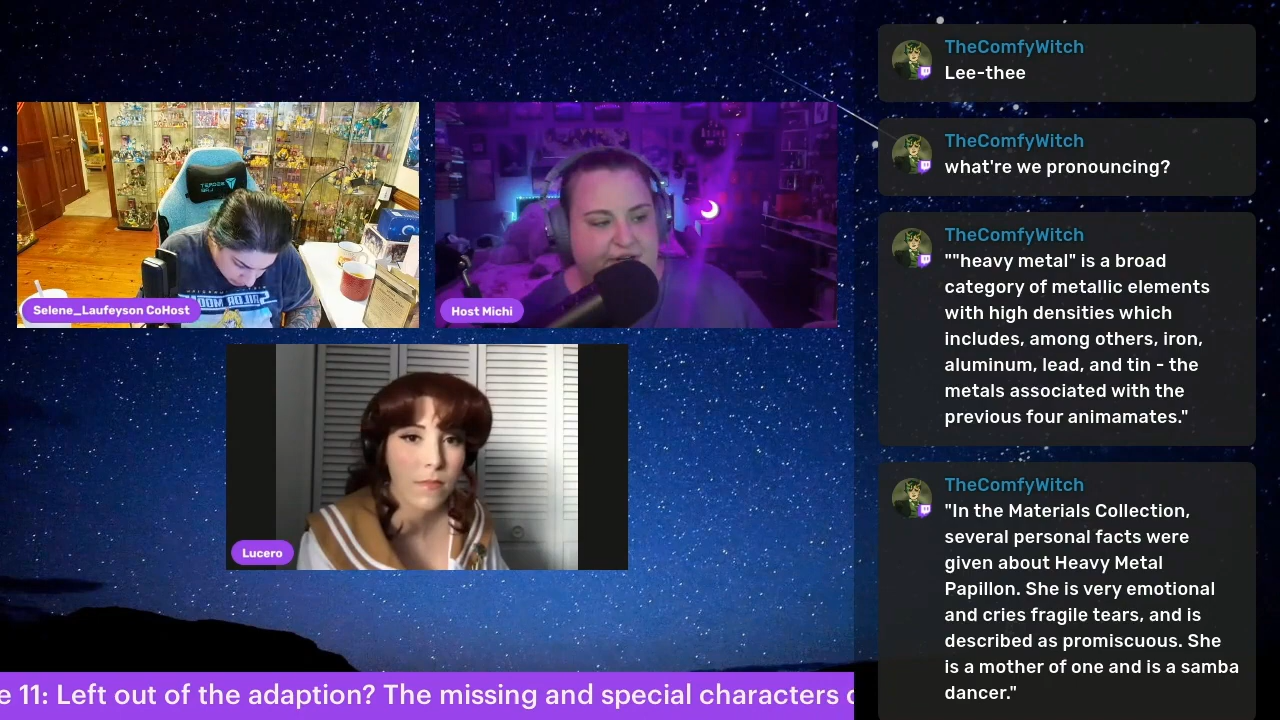 TheComfyWitch
Lee-thee
TheComfyWitch
what're we pronouncing?
TheComfyWitch
""heavy metal" is a broad
category of metallic elements
with high densities which
includes, among others, iron,
aluminum, lead, and tin - the
metals associated with the
previous four animamates."
TheComfyWitch
"In the Materials Collection,
several personal facts were
given about Heavy Metal
Papillon. She is very emotional
and cries fragile tears, and is
described as promiscuous. She
is a mother of one and is a samba
dancer."
Selene_Laufeyson CoHost
Host Michi
Lucero
e 11: Left out of the adaption? The missing and special characters